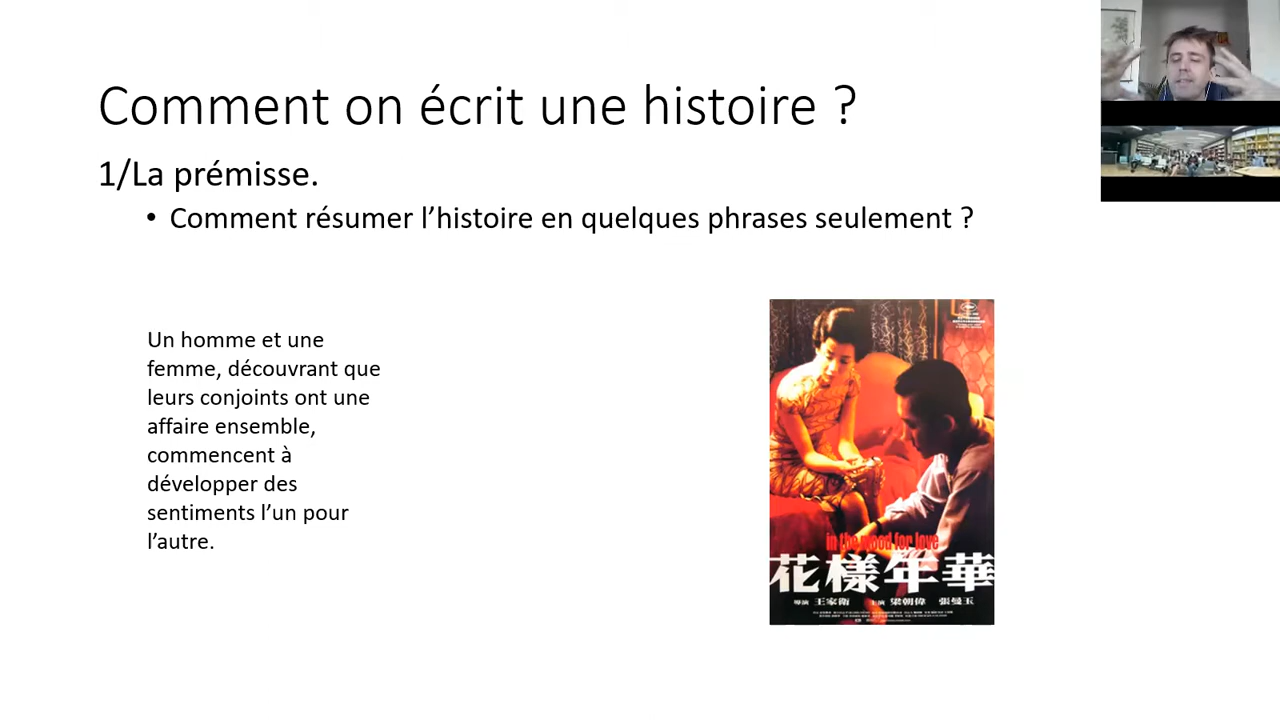 Comment on écrit une histoire ?
1/La prémisse.
• Comment résumer l’histoire en quelques phrases seulement ?
Un homme et une
femme, découvrant que
leurs conjoints ont une
affaire ensemble,
commencent à
développer des
sentiments l’un pour
l’autre.
in the mood for love
花樣年華
導演 王家衛 主演 梁朝偉 張曼玉